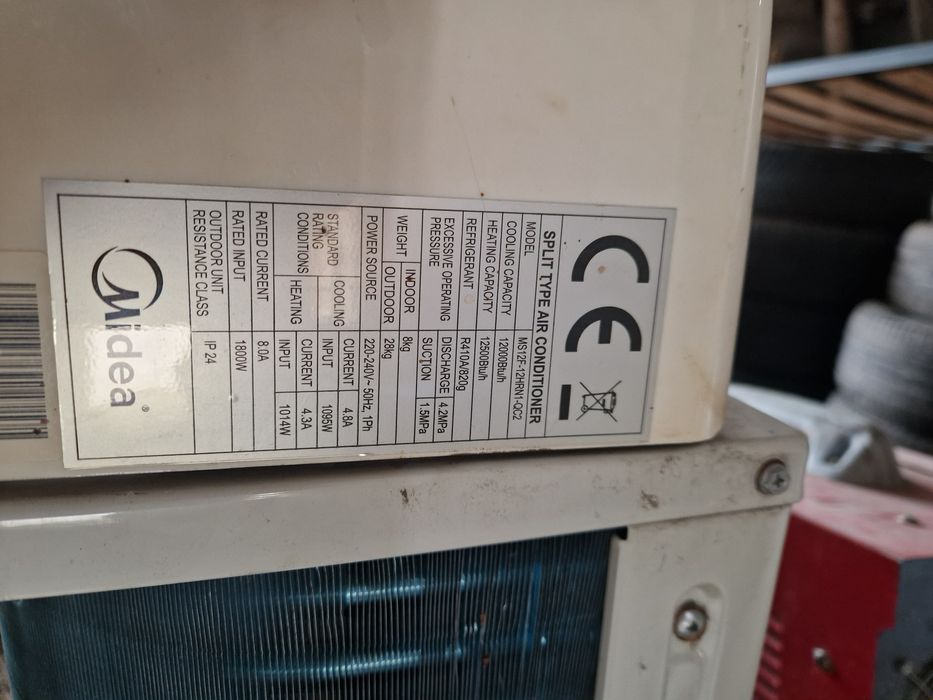 CE
SPLIT TYPE AIR CONDITIONER
MODEL MS12F-12HRN1-QC2
COOLING CAPACITY 12000Btu/h
HEATING CAPACITY 12500Btu/h
REFRIGERANT R410A/820g
EXCESSIVE OPERATING PRESSURE DISCHARGE 4.2MPa
SUCTION 1.5MPa
WEIGHT INDOOR 8kg
OUTDOOR 28kg
POWER SOURCE 220-240V~ 50Hz, 1Ph
STANDARD RATING CONDITIONS COOLING CURRENT 4.8A
INPUT 1095W
HEATING CURRENT 4.3A
INPUT 1014W
RATED CURRENT 8.0A
RATED INPUT 1800W
OUTDOOR UNIT RESISTANCE CLASS IP 24
Midea®